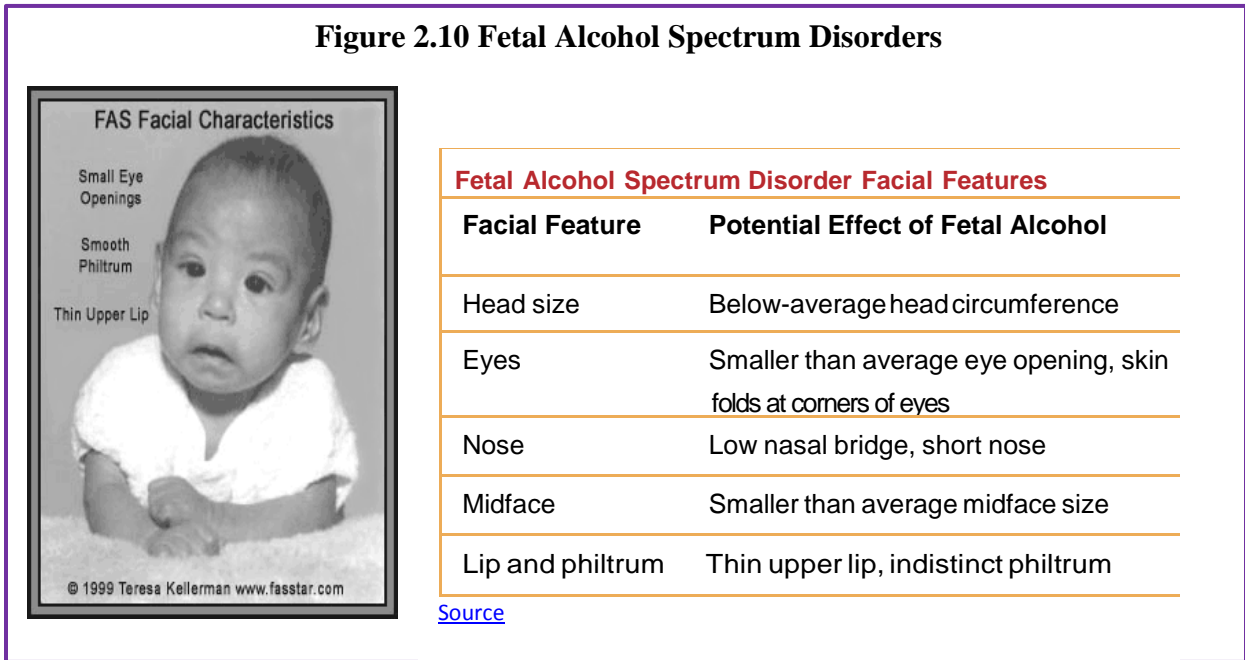 Figure 2.10 Fetal Alcohol Spectrum Disorders
FAS Facial Characteristics
Small Eye
Openings
Smooth
Philtrum
Thin Upper Lip
© 1999 Teresa Kellerman www.fasstar.com
Fetal Alcohol Spectrum Disorder Facial Features
Facial Feature Potential Effect of Fetal Alcohol
Head size Below-average head circumference
Eyes Smaller than average eye opening, skin
folds at corners of eyes
Nose Low nasal bridge, short nose
Midface Smaller than average midface size
Lip and philtrum Thin upper lip, indistinct philtrum
Source